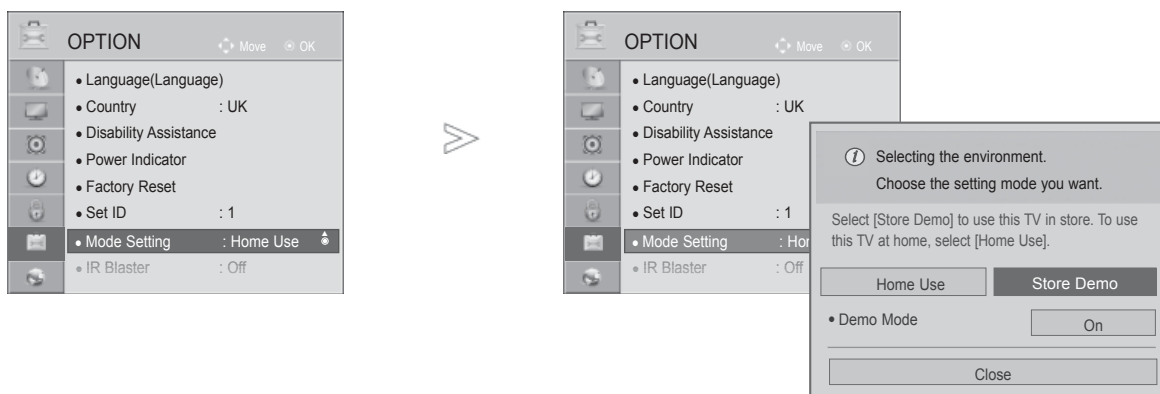 OPTION
Move OK
● Language(Language)
● Country : UK
● Disability Assistance
● Power Indicator
● Factory Reset
● Set ID : 1
● Mode Setting : Home Use
● IR Blaster : Off
OPTION
Move OK
● Language(Language)
● Country : UK
● Disability Assistance
● Power Indicator
● Factory Reset
● Set ID : 1
● Mode Setting : Hor
● IR Blaster : Off
i Selecting the environment.
Choose the setting mode you want.
Select [Store Demo] to use this TV in store. To use
this TV at home, select [Home Use].
Home Use Store Demo
● Demo Mode On
Close